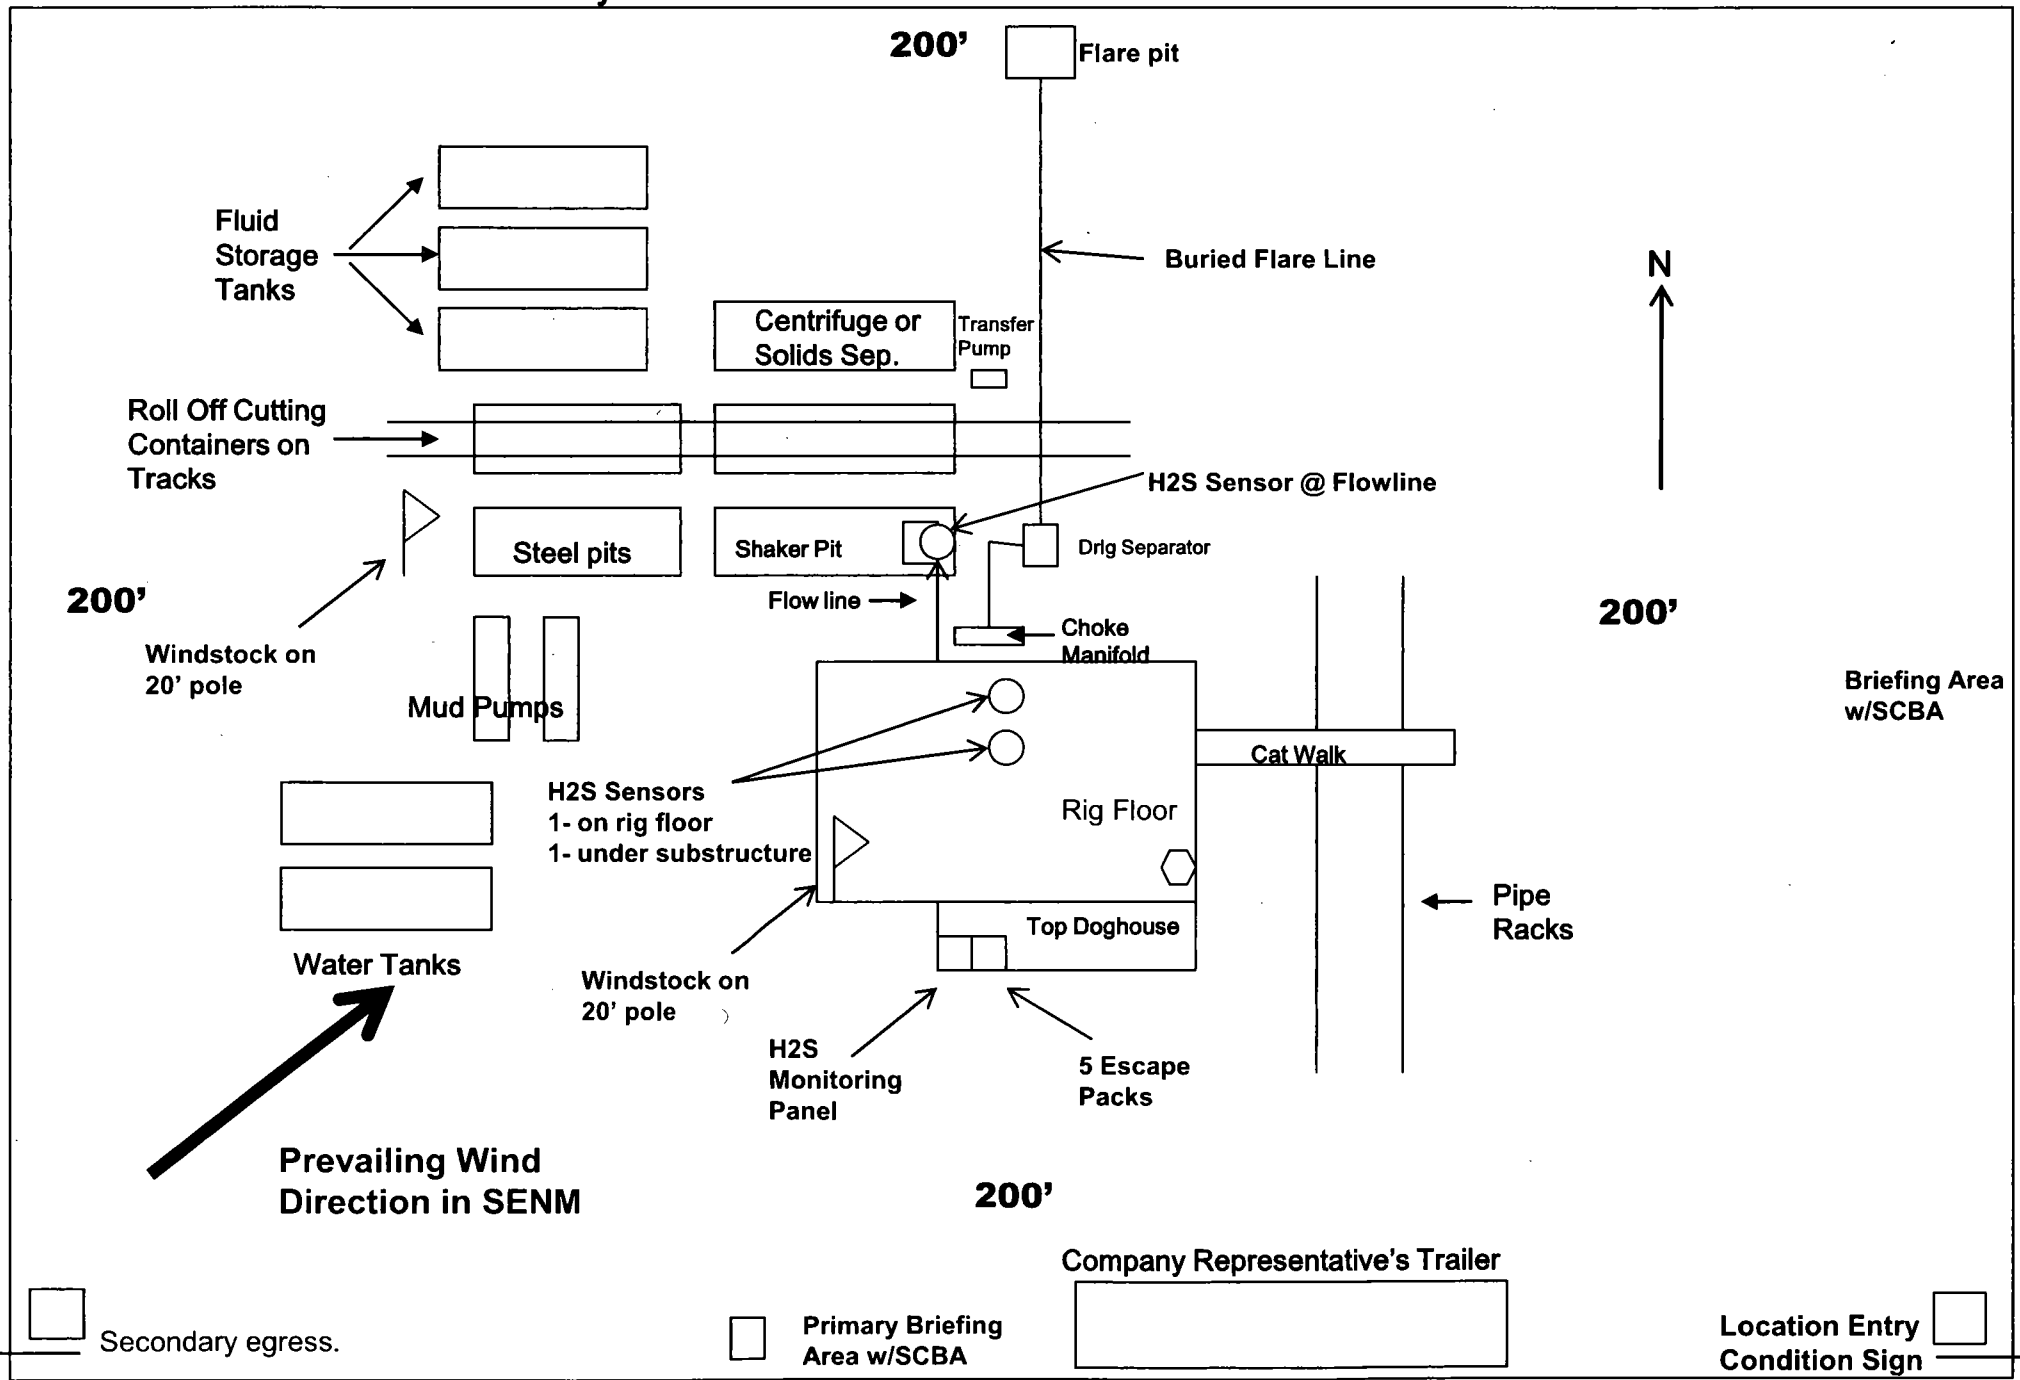 200’
Flare pit
Fluid
Storage
Tanks
Buried Flare Line
N
Centrifuge or
Solids Sep.
Transfer
Pump
Roll Off Cutting
Containers on
Tracks
H2S Sensor @ Flowline
Steel pits
Shaker Pit
Drlg Separator
200’
Flow line
200’
Windstock on
20’ pole
Choke
Manifold
Briefing Area
w/SCBA
Mud Pumps
Cat Walk
H2S Sensors
1- on rig floor
1- under substructure
Rig Floor
Pipe
Racks
Top Doghouse
Water Tanks
Windstock on
20’ pole
H2S
Monitoring
Panel
5 Escape
Packs
Prevailing Wind
Direction in SENM
200’
Company Representative’s Trailer
Secondary egress.
Primary Briefing
Area w/SCBA
Location Entry
Condition Sign